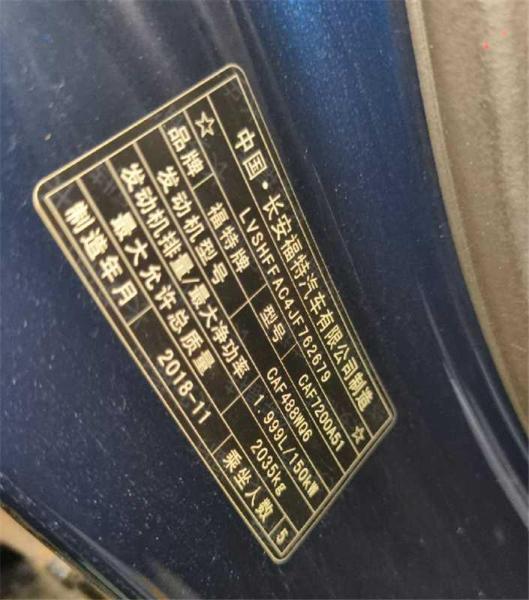 中国·长安福特汽车有限公司制造
☆ LVSHFFAC4JF762679 ☆
品牌 福特牌 型号 CAF7200A51
发动机型号 CAF488WQ6
发动机排量/最大净功率 1.999L/150kW
最大允许总质量 2035kg
制造年月 2018-11 乘坐人数 5